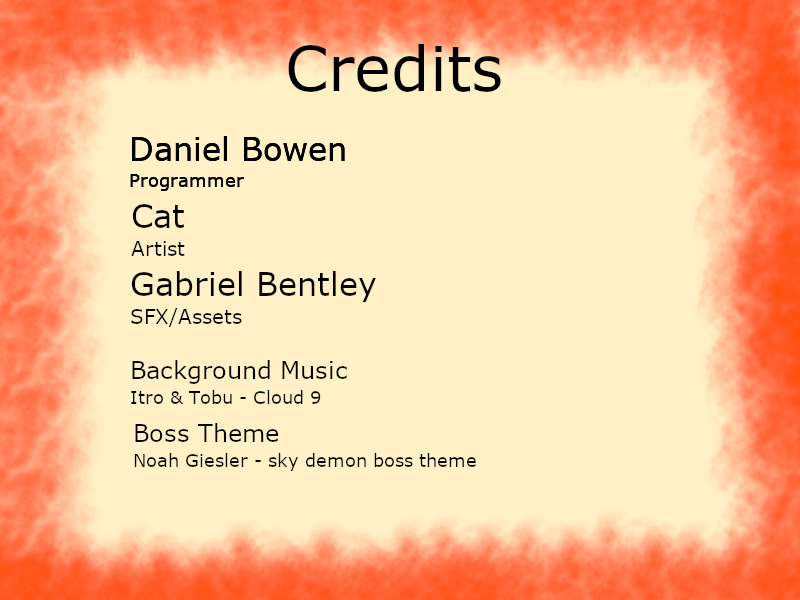 Credits
Daniel Bowen
Programmer
Cat
Artist
Gabriel Bentley
SFX/Assets
Background Music
Itro & Tobu - Cloud 9
Boss Theme
Noah Giesler - sky demon boss theme